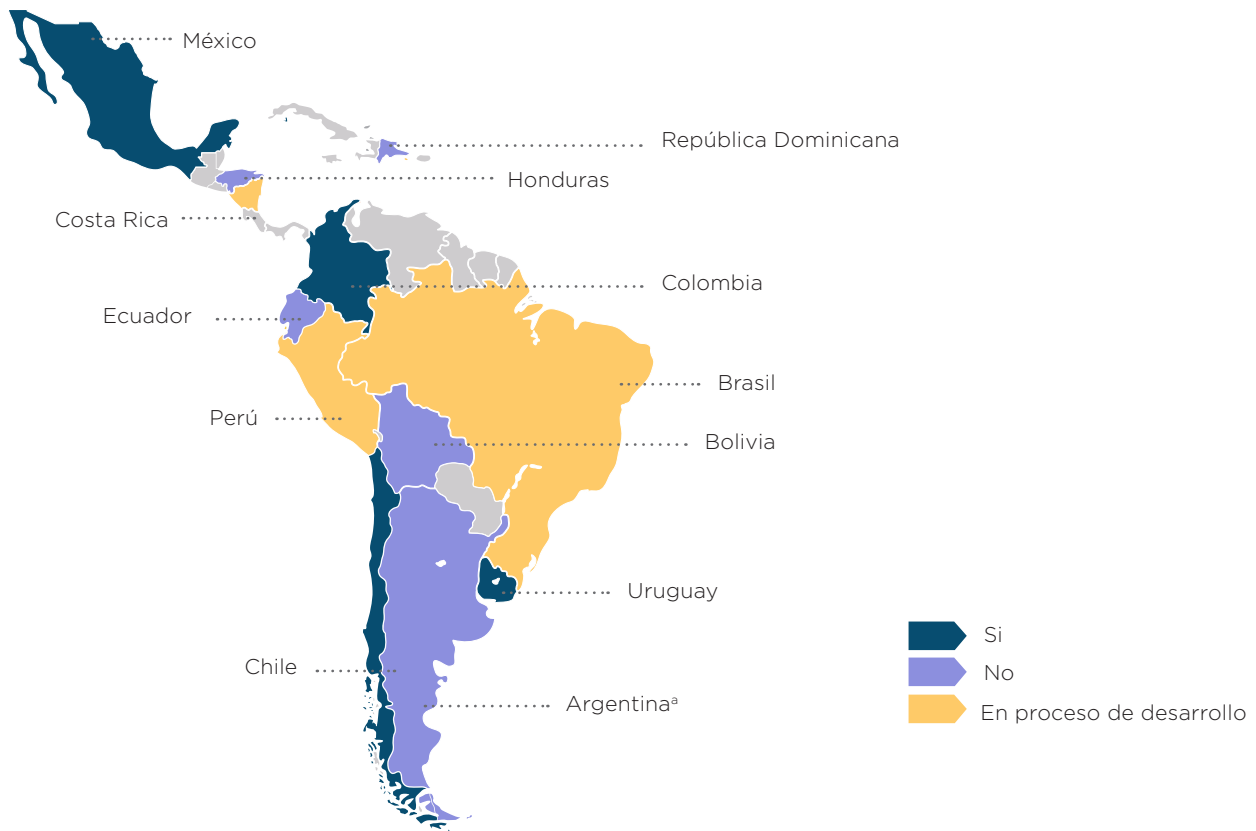 México
República Dominicana
Honduras
Costa Rica
Colombia
Ecuador
Brasil
Perú
Bolivia
Uruguay
Chile
Argentinaª
Si
No
En proceso de desarrollo